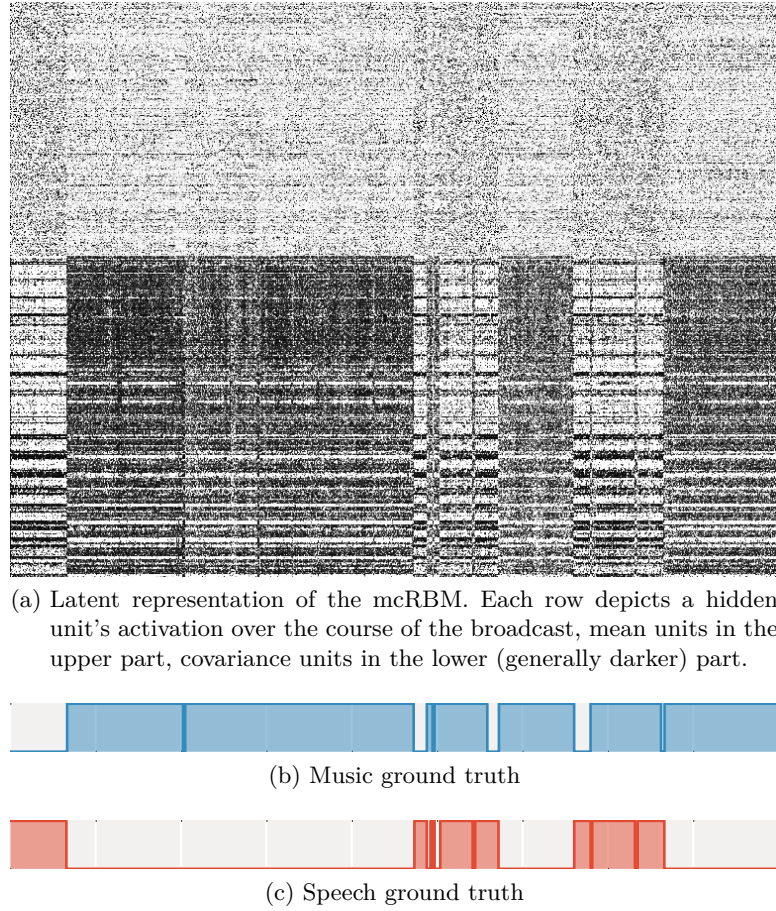 (a) Latent representation of the mcRBM. Each row depicts a hidden
unit's activation over the course of the broadcast, mean units in the
upper part, covariance units in the lower (generally darker) part.
(b) Music ground truth
(c) Speech ground truth